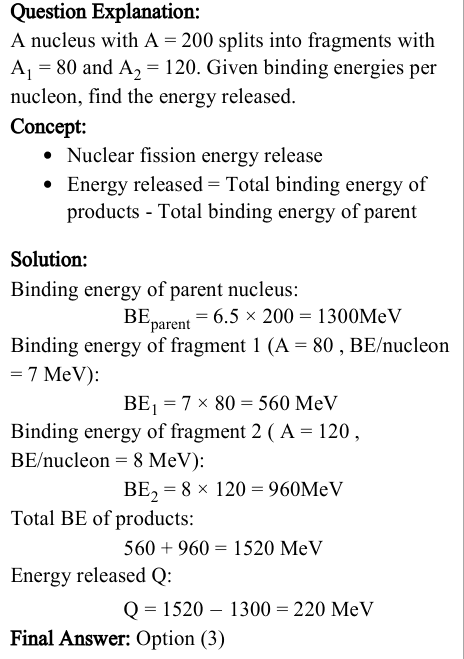 Question Explanation:
A nucleus with A = 200 splits into fragments with
A₁ = 80 and A₂ = 120. Given binding energies per
nucleon, find the energy released.
Concept:
• Nuclear fission energy release
• Energy released = Total binding energy of
products - Total binding energy of parent
Solution:
Binding energy of parent nucleus:
BE_parent = 6.5 × 200 = 1300MeV
Binding energy of fragment 1 (A = 80 , BE/nucleon
= 7 MeV):
BE₁ = 7 × 80 = 560 MeV
Binding energy of fragment 2 ( A = 120 ,
BE/nucleon = 8 MeV):
BE₂ = 8 × 120 = 960MeV
Total BE of products:
560 + 960 = 1520 MeV
Energy released Q:
Q = 1520 − 1300 = 220 MeV
Final Answer: Option (3)